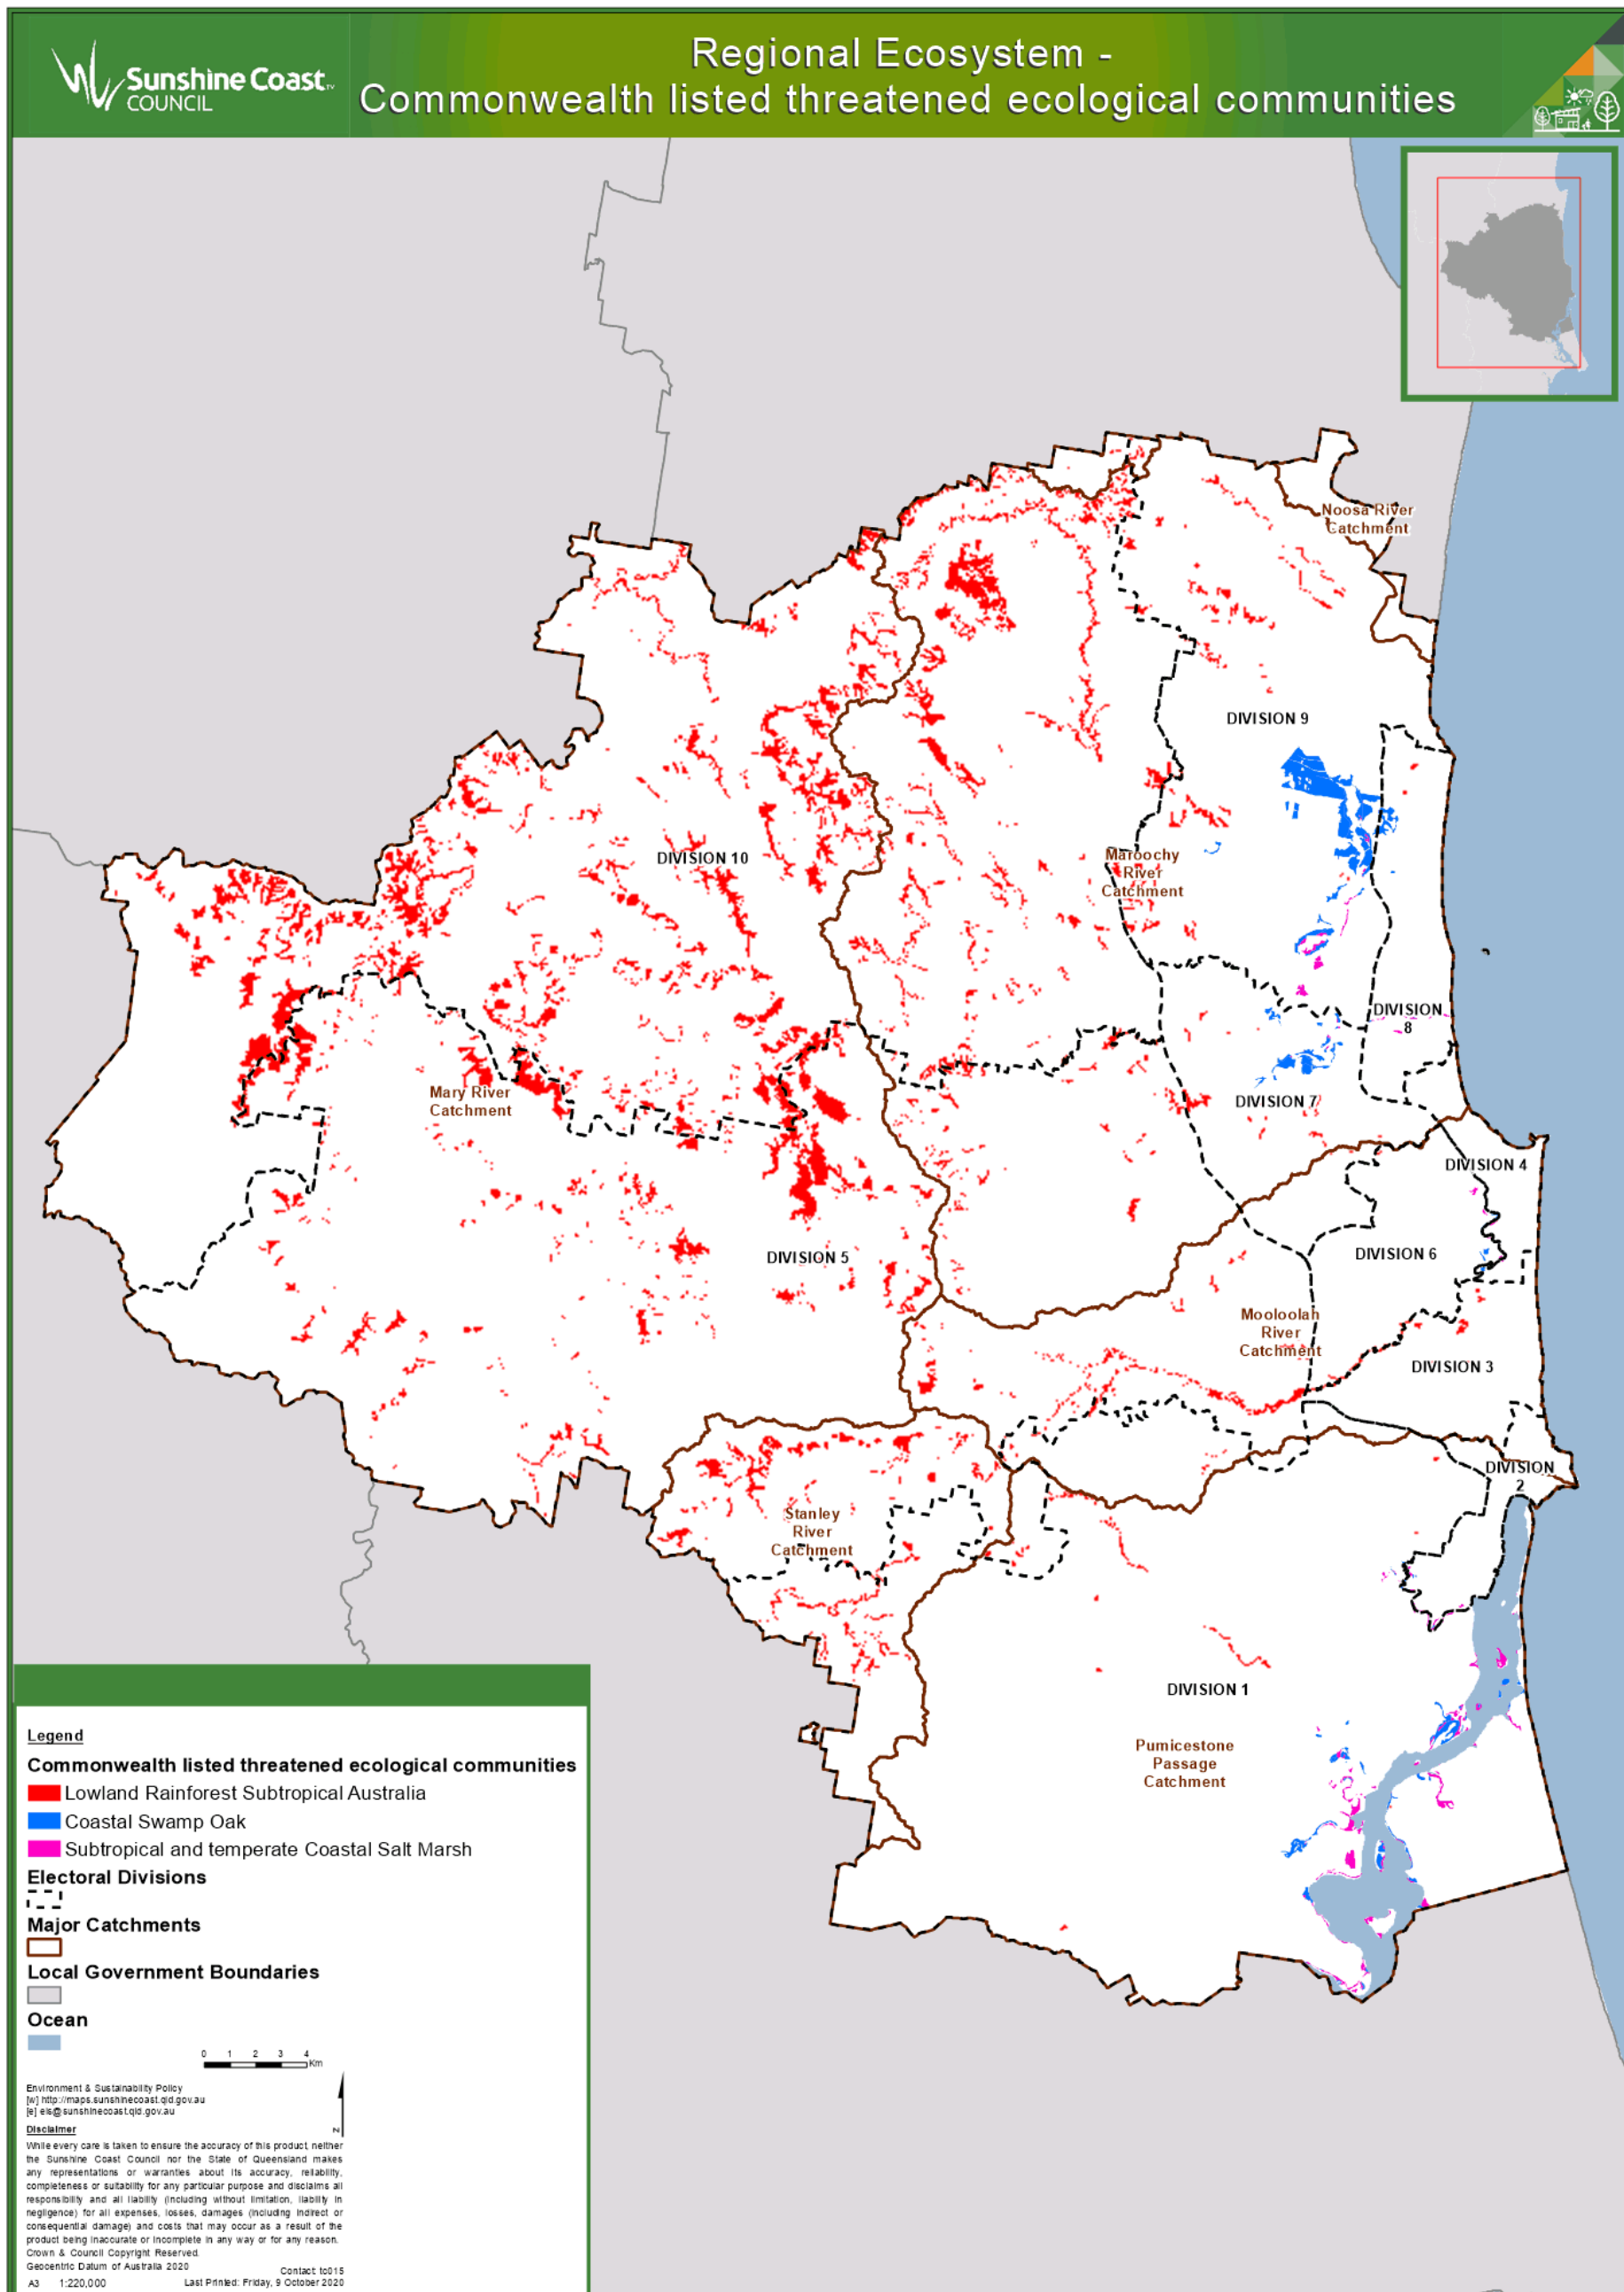 Sunshine Coast TM
COUNCIL
Regional Ecosystem -
Commonwealth listed threatened ecological communities
Noosa River
Catchment
DIVISION 9
DIVISION 10
Maroochy
River
Catchment
DIVISION
8
Mary River
Catchment
DIVISION 7
DIVISION 4
DIVISION 5
DIVISION 6
Mooloolah
River
Catchment
DIVISION 3
DIVISION
2
Stanley
River
Catchment
DIVISION 1
Pumicestone
Passage
Catchment
Legend
Commonwealth listed threatened ecological communities
Lowland Rainforest Subtropical Australia
Coastal Swamp Oak
Subtropical and temperate Coastal Salt Marsh
Electoral Divisions
Major Catchments
Local Government Boundaries
Ocean
0 1 2 3 4
Km
Environment & Sustainability Policy
[w] http://maps.sunshinecoast.qld.gov.au
[e] eis@sunshinecoast.qld.gov.au
N
Disclaimer
While every care is taken to ensure the accuracy of this product, neither
the Sunshine Coast Council nor the State of Queensland makes
any representations or warranties about its accuracy, reliability,
completeness or suitability for any particular purpose and disclaims all
responsibility and all liability (including without limitation, liability in
negligence) for all expenses, losses, damages (including indirect or
consequential damage) and costs that may occur as a result of the
product being inaccurate or incomplete in any way or for any reason.
Crown & Council Copyright Reserved.
Geocentric Datum of Australia 2020
Contact: tc015
A3 1:220,000 Last Printed: Friday, 9 October 2020